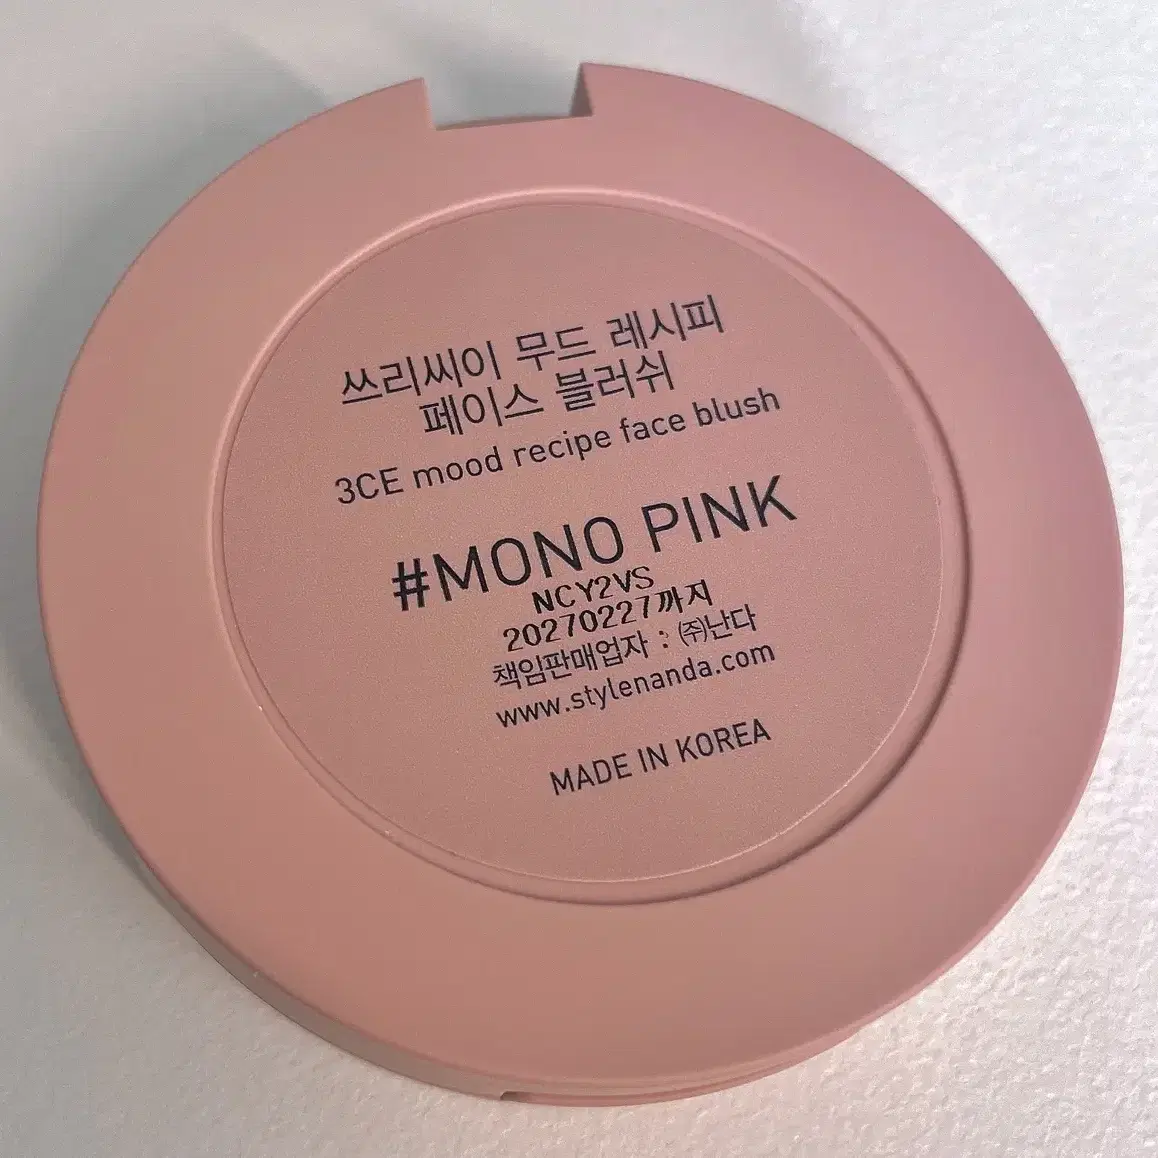 쓰리씨이 무드 레시피
페이스 블러쉬
3CE mood recipe face blush
#MONO PINK
NCY2VS
20270227까지
책임판매업자 : ㈜난다
www.stylenanda.com
MADE IN KOREA